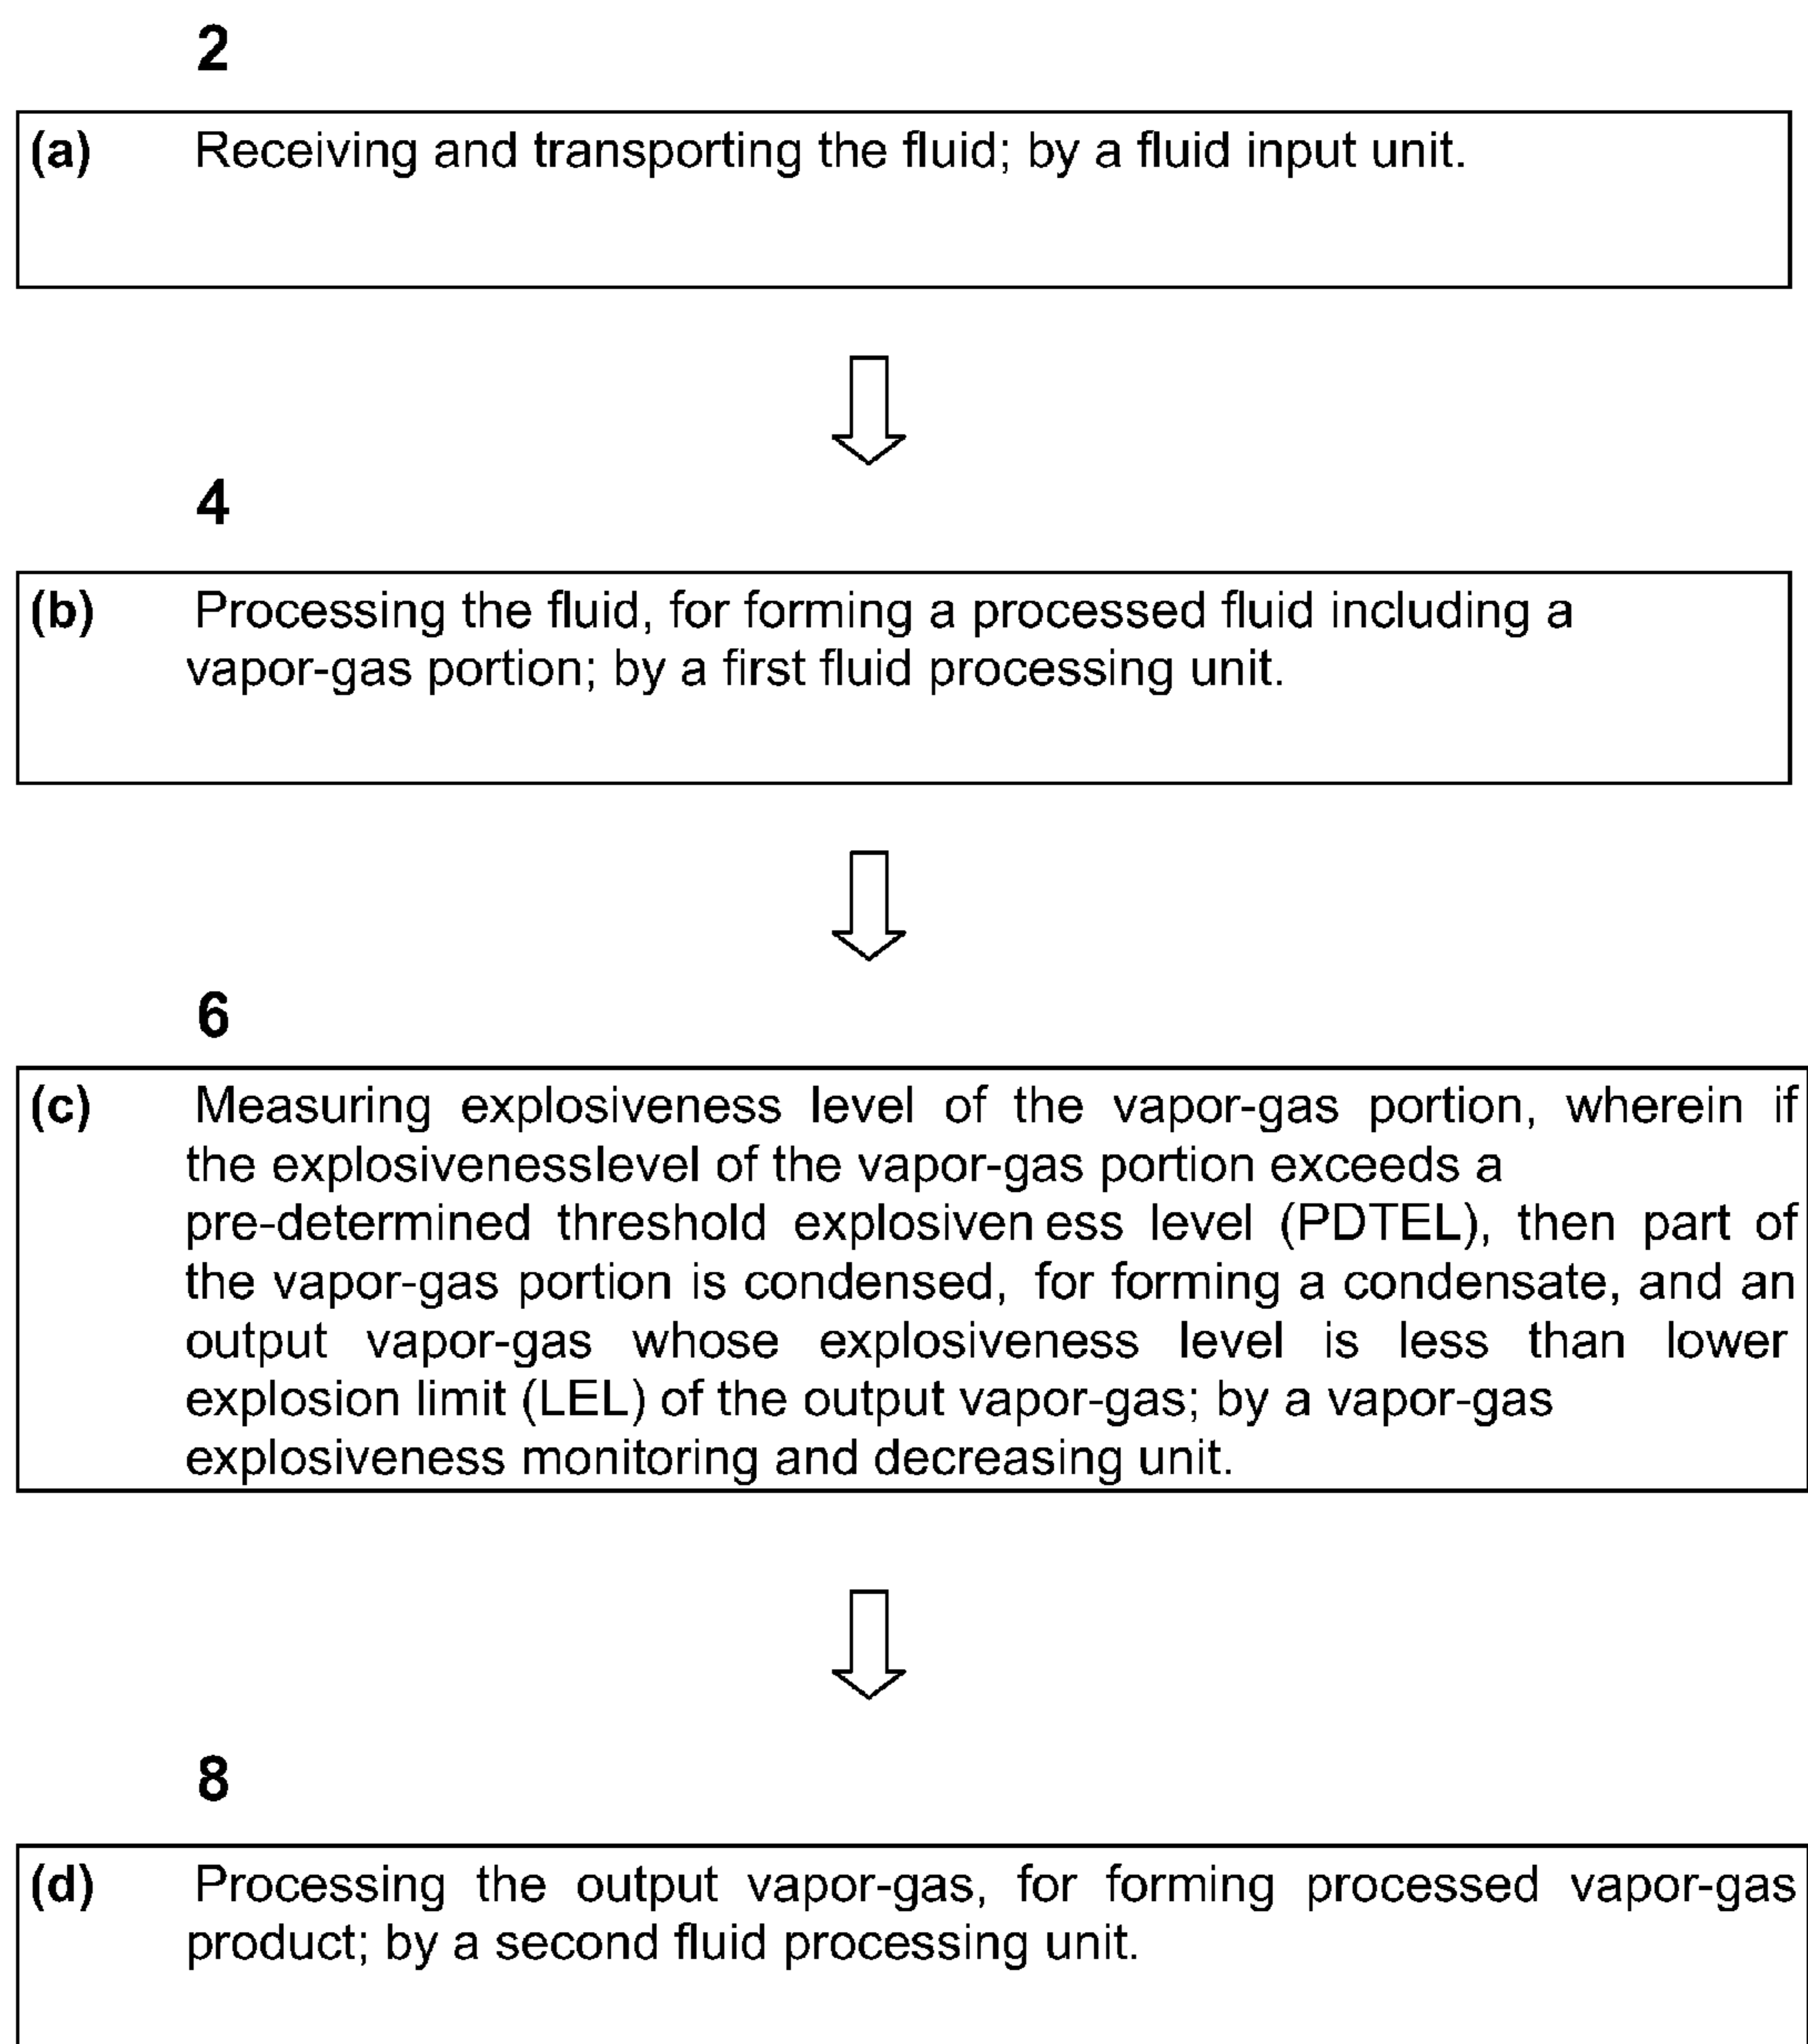 2
(a) Receiving and transporting the fluid; by a fluid input unit.
4
(b) Processing the fluid, for forming a processed fluid including a
vapor-gas portion; by a first fluid processing unit.
6
(c) Measuring explosiveness level of the vapor-gas portion, wherein if
the explosivenesslevel of the vapor-gas portion exceeds a
pre-determined threshold explosiven ess level (PDTEL), then part of
the vapor-gas portion is condensed, for forming a condensate, and an
output vapor-gas whose explosiveness level is less than lower
explosion limit (LEL) of the output vapor-gas; by a vapor-gas
explosiveness monitoring and decreasing unit.
8
(d) Processing the output vapor-gas, for forming processed vapor-gas
product; by a second fluid processing unit.